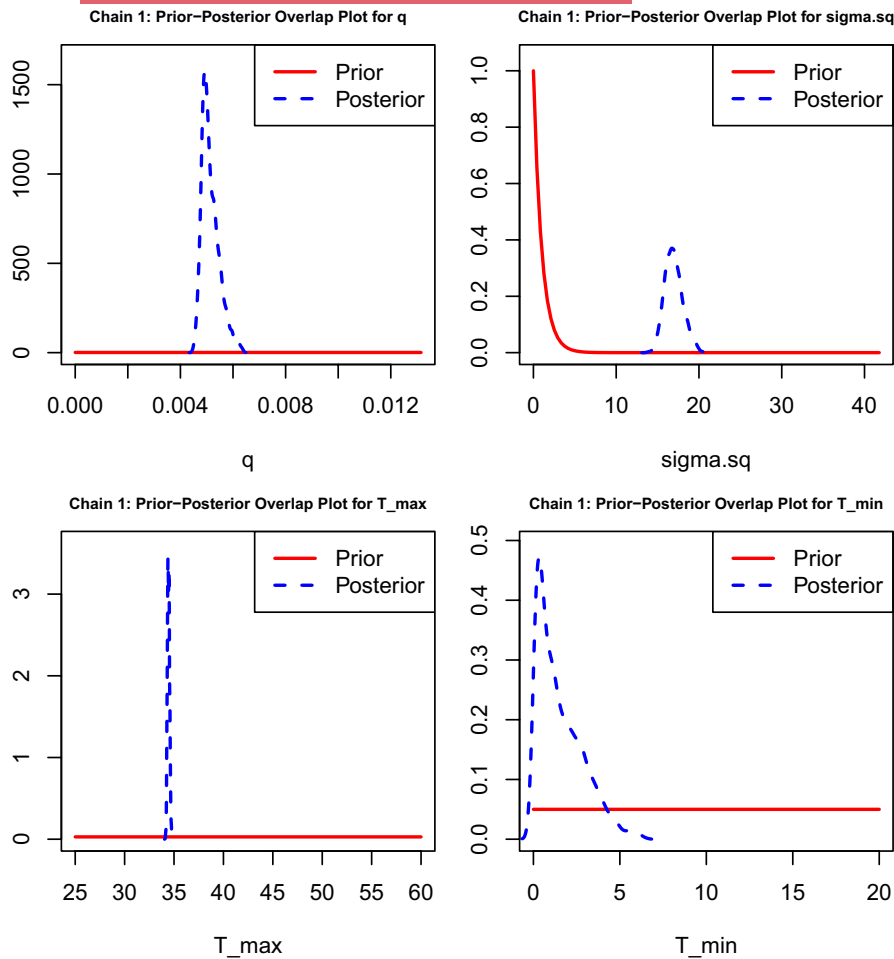 Chain 1: Prior−Posterior Overlap Plot for q
Prior
Posterior
0
500
1000
1500
0.000
0.004
0.008
0.012
q
Chain 1: Prior−Posterior Overlap Plot for sigma.sq
Prior
Posterior
0.0
0.2
0.4
0.6
0.8
1.0
0
10
20
30
40
sigma.sq
Chain 1: Prior−Posterior Overlap Plot for T_max
Prior
Posterior
0
1
2
3
25
30
35
40
45
50
55
60
T_max
Chain 1: Prior−Posterior Overlap Plot for T_min
Prior
Posterior
0.0
0.1
0.2
0.3
0.4
0.5
0
5
10
15
20
T_min